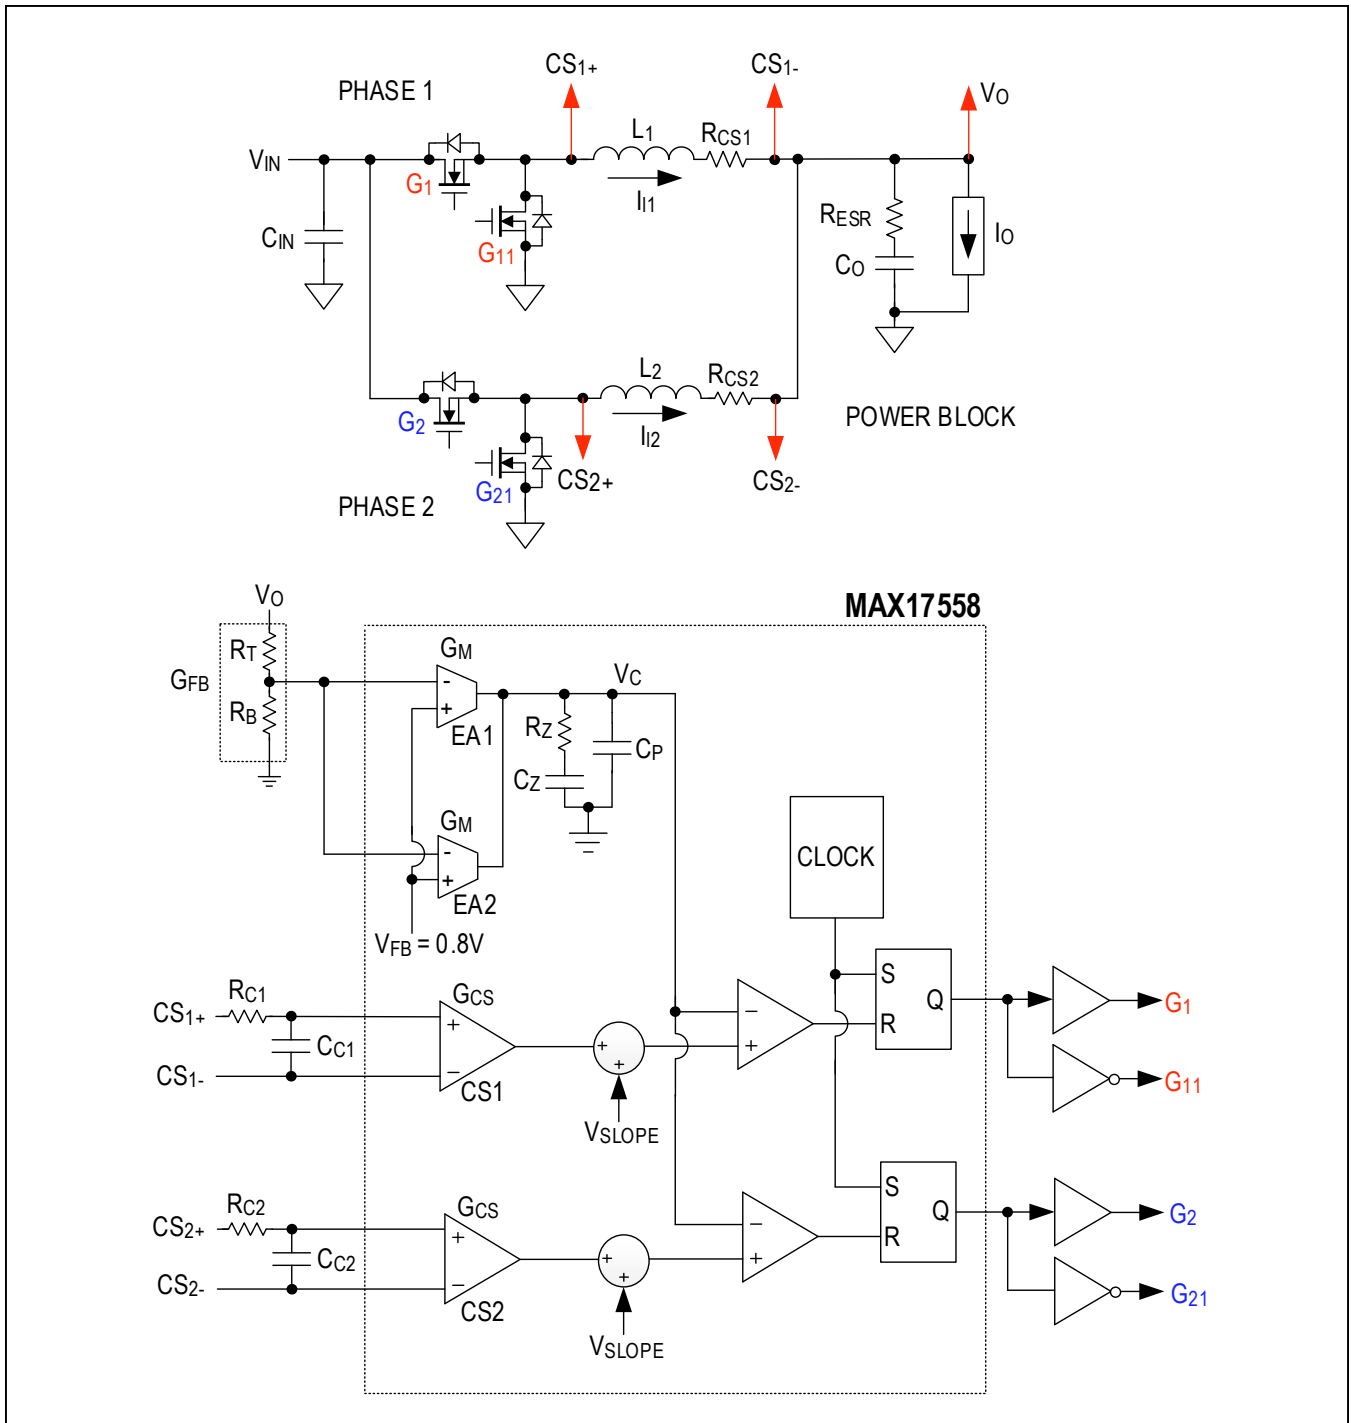 PHASE 1
CS1+
CS1-
VO
VIN
L1
RCS1
G1
II1
CIN
G11
RESR
CO
IO
L2
RCS2
G2
II2
G21
CS2+
CS2-
POWER BLOCK
PHASE 2
MAX17558
VO
RT
GFB
RB
GM
-
+
EA1
VC
RZ
CP
CZ
GM
-
+
EA2
VFB = 0.8V
CLOCK
RC1
CS1+
CC1
CS1-
GCS
+
−
CS1
+
+
VSLOPE
−
+
S
R
Q
G1
G11
RC2
CS2+
CC2
CS2-
GCS
+
−
CS2
+
+
VSLOPE
−
+
S
R
Q
G2
G21